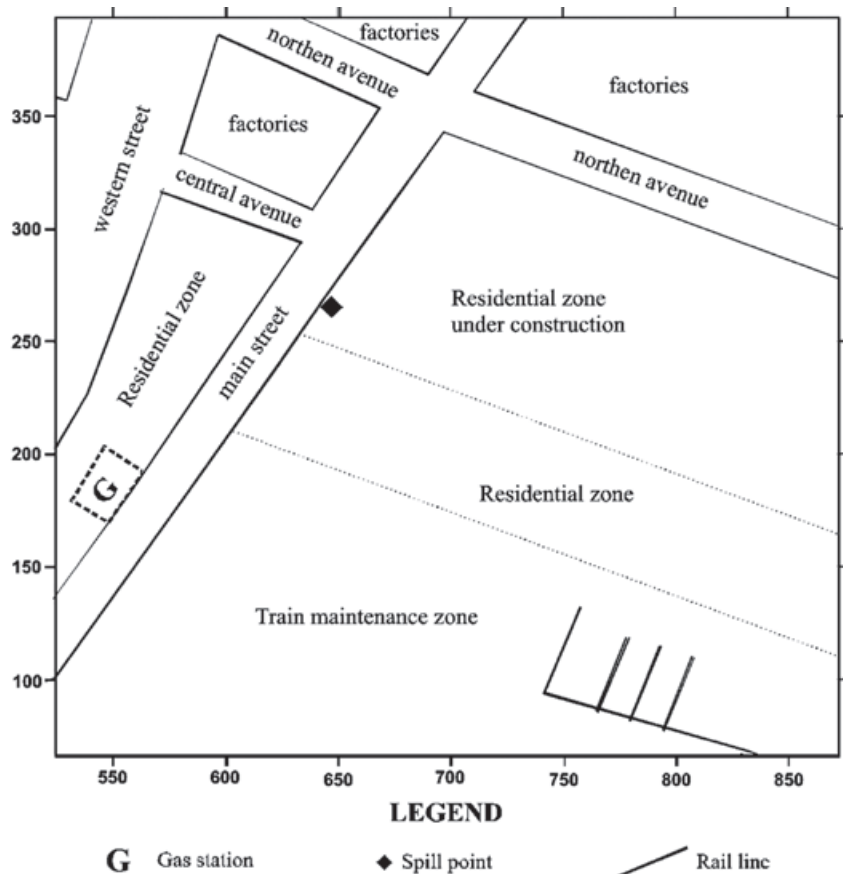 factories
northen avenue
factories
350
factories
western street
northen avenue
central avenue
300
Residential zone
under construction
Residential zone
main street
250
200
G
Residential zone
150
Train maintenance zone
100
550
600
650
700
750
800
850
LEGEND
G Gas station
Spill point
Rail line